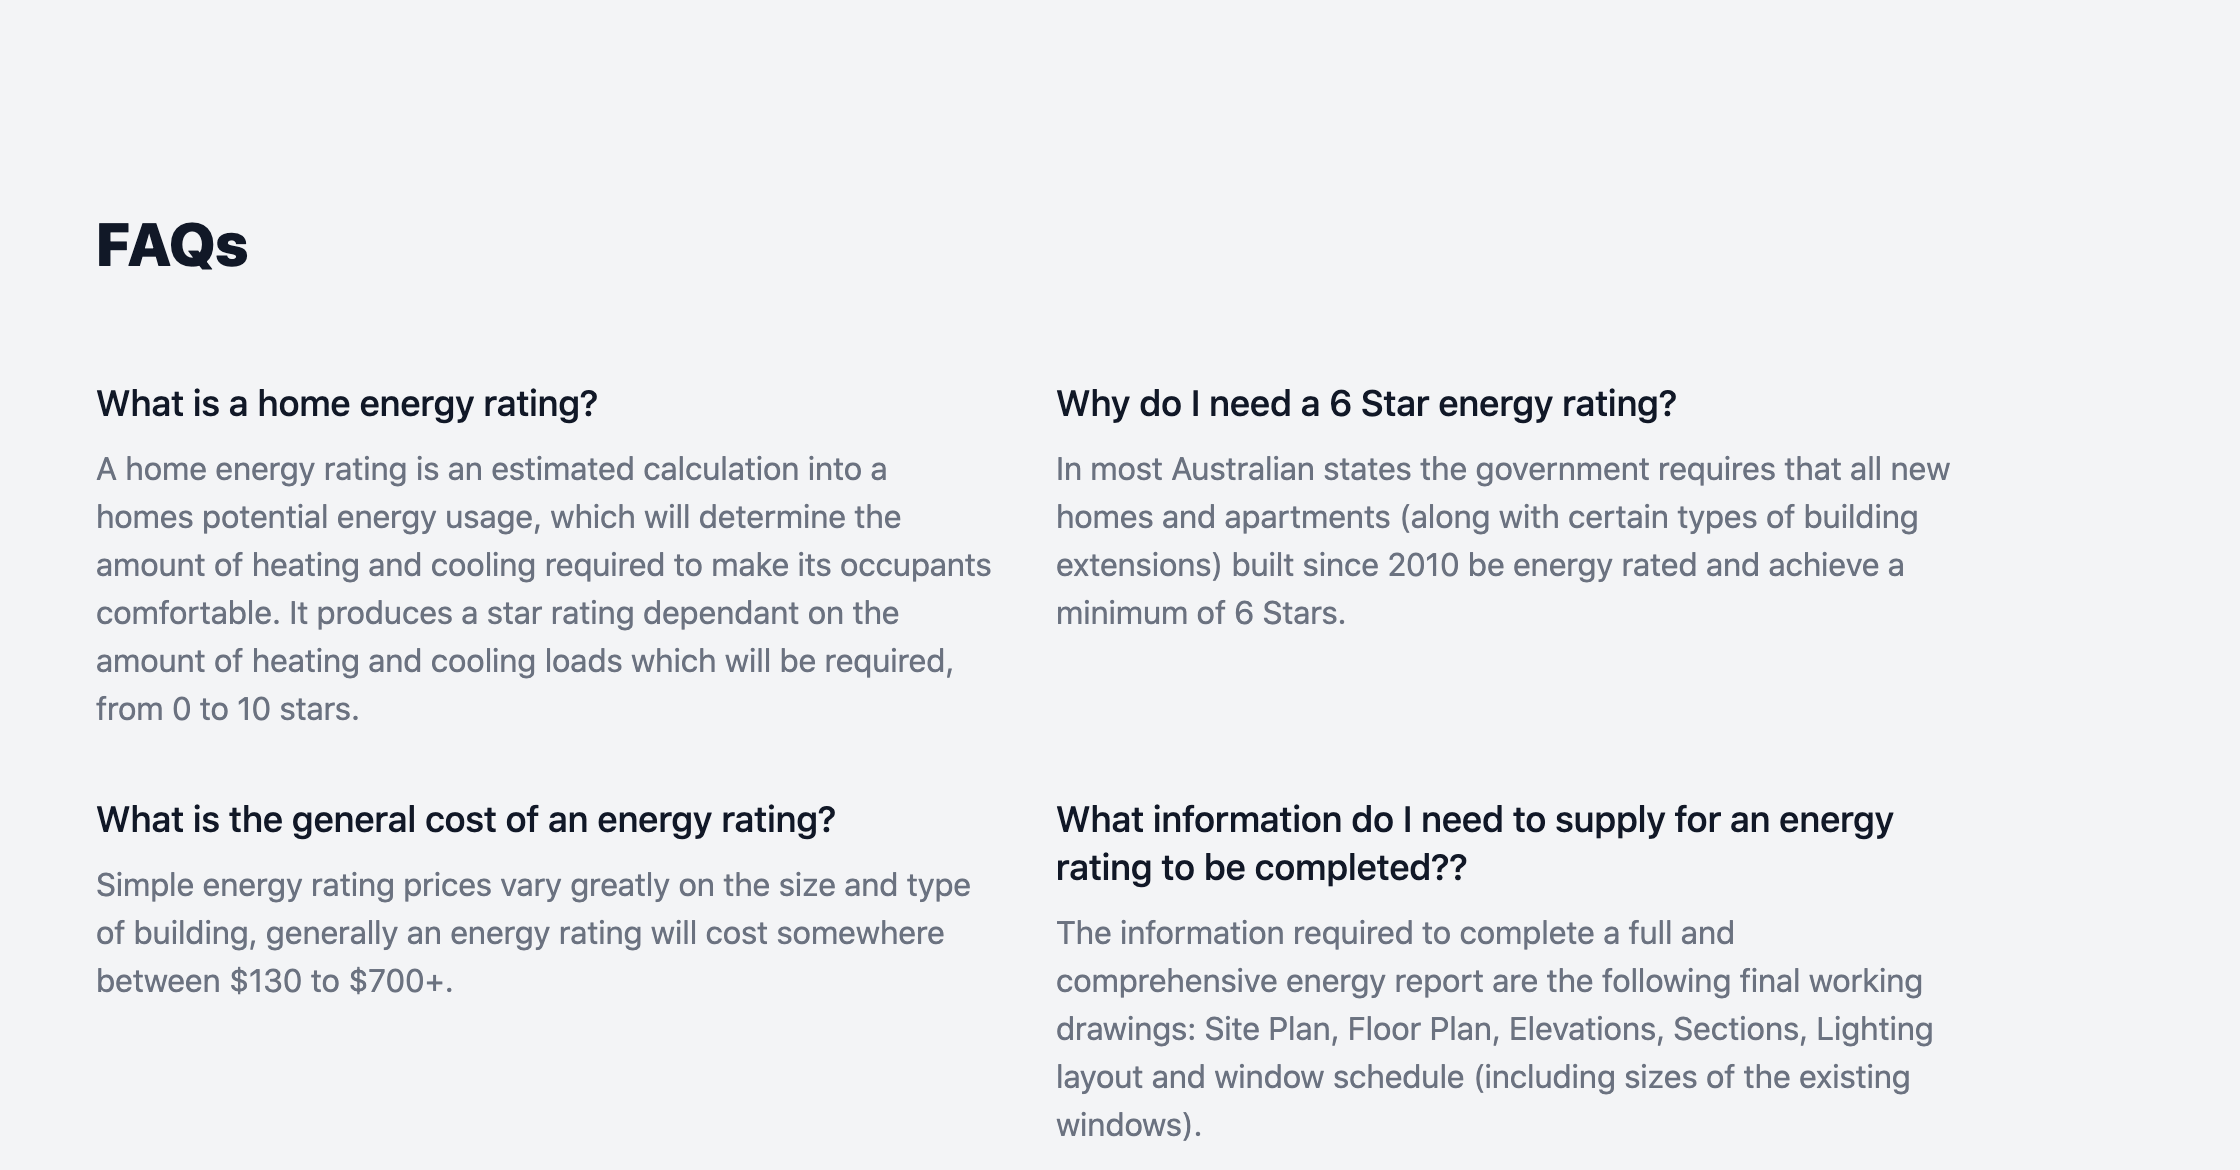 FAQs
What is a home energy rating?
A home energy rating is an estimated calculation into a
homes potential energy usage, which will determine the
amount of heating and cooling required to make its occupants
comfortable. It produces a star rating dependant on the
amount of heating and cooling loads which will be required,
from 0 to 10 stars.
Why do I need a 6 Star energy rating?
In most Australian states the government requires that all new
homes and apartments (along with certain types of building
extensions) built since 2010 be energy rated and achieve a
minimum of 6 Stars.
What is the general cost of an energy rating?
Simple energy rating prices vary greatly on the size and type
of building, generally an energy rating will cost somewhere
between $130 to $700+.
What information do I need to supply for an energy
rating to be completed??
The information required to complete a full and
comprehensive energy report are the following final working
drawings: Site Plan, Floor Plan, Elevations, Sections, Lighting
layout and window schedule (including sizes of the existing
windows).